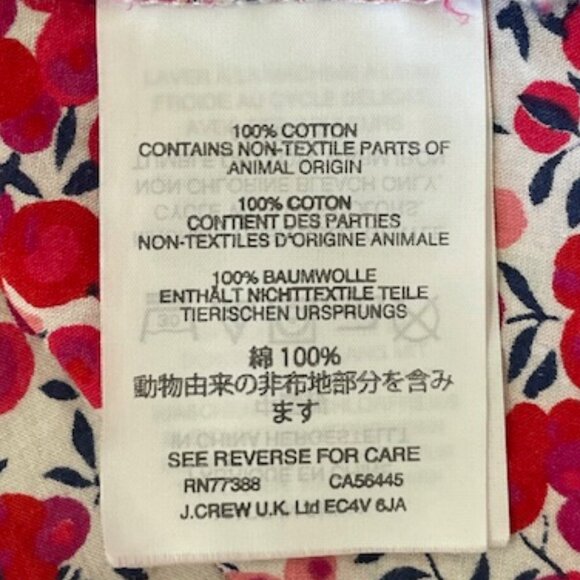 100% COTTON
CONTAINS NON-TEXTILE PARTS OF
ANIMAL ORIGIN
100% COTON
CONTIENT DES PARTIES
NON-TEXTILES D'ORIGINE ANIMALE
100% BAUMWOLLE
ENTHÄLT NICHTTEXTILE TEILE
TIERISCHEN URSPRUNGS
綿 100%
動物由来の非布地部分を含み
ます
SEE REVERSE FOR CARE
RN77388 CA56445
J.CREW U.K. Ltd EC4V 6JA